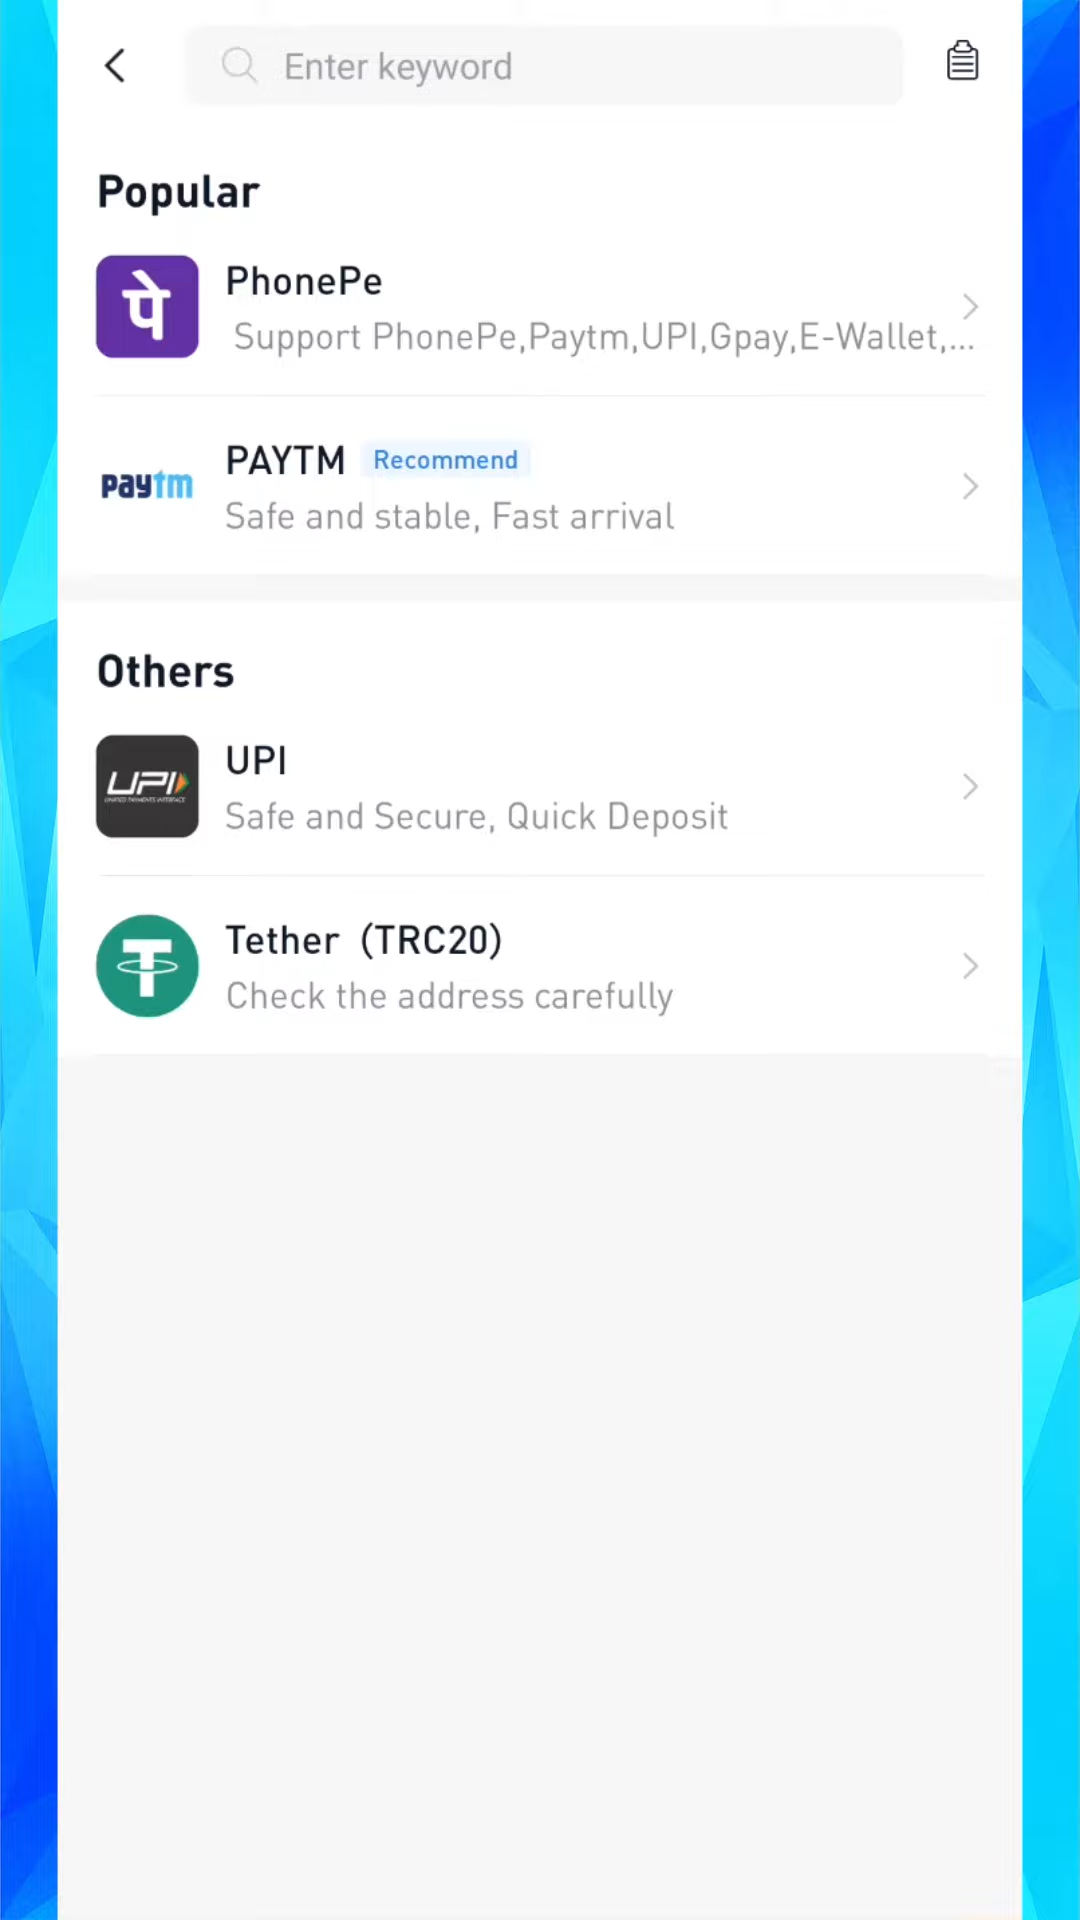 Enter keyword
Popular
पे
PhonePe
Support PhonePe,Paytm,UPI,Gpay,E-Wallet,...
paytm
PAYTM Recommend
Safe and stable, Fast arrival
Others
UPI
UNIFIED PAYMENTS INTERFACE
UPI
Safe and Secure, Quick Deposit
Tether (TRC20)
Check the address carefully